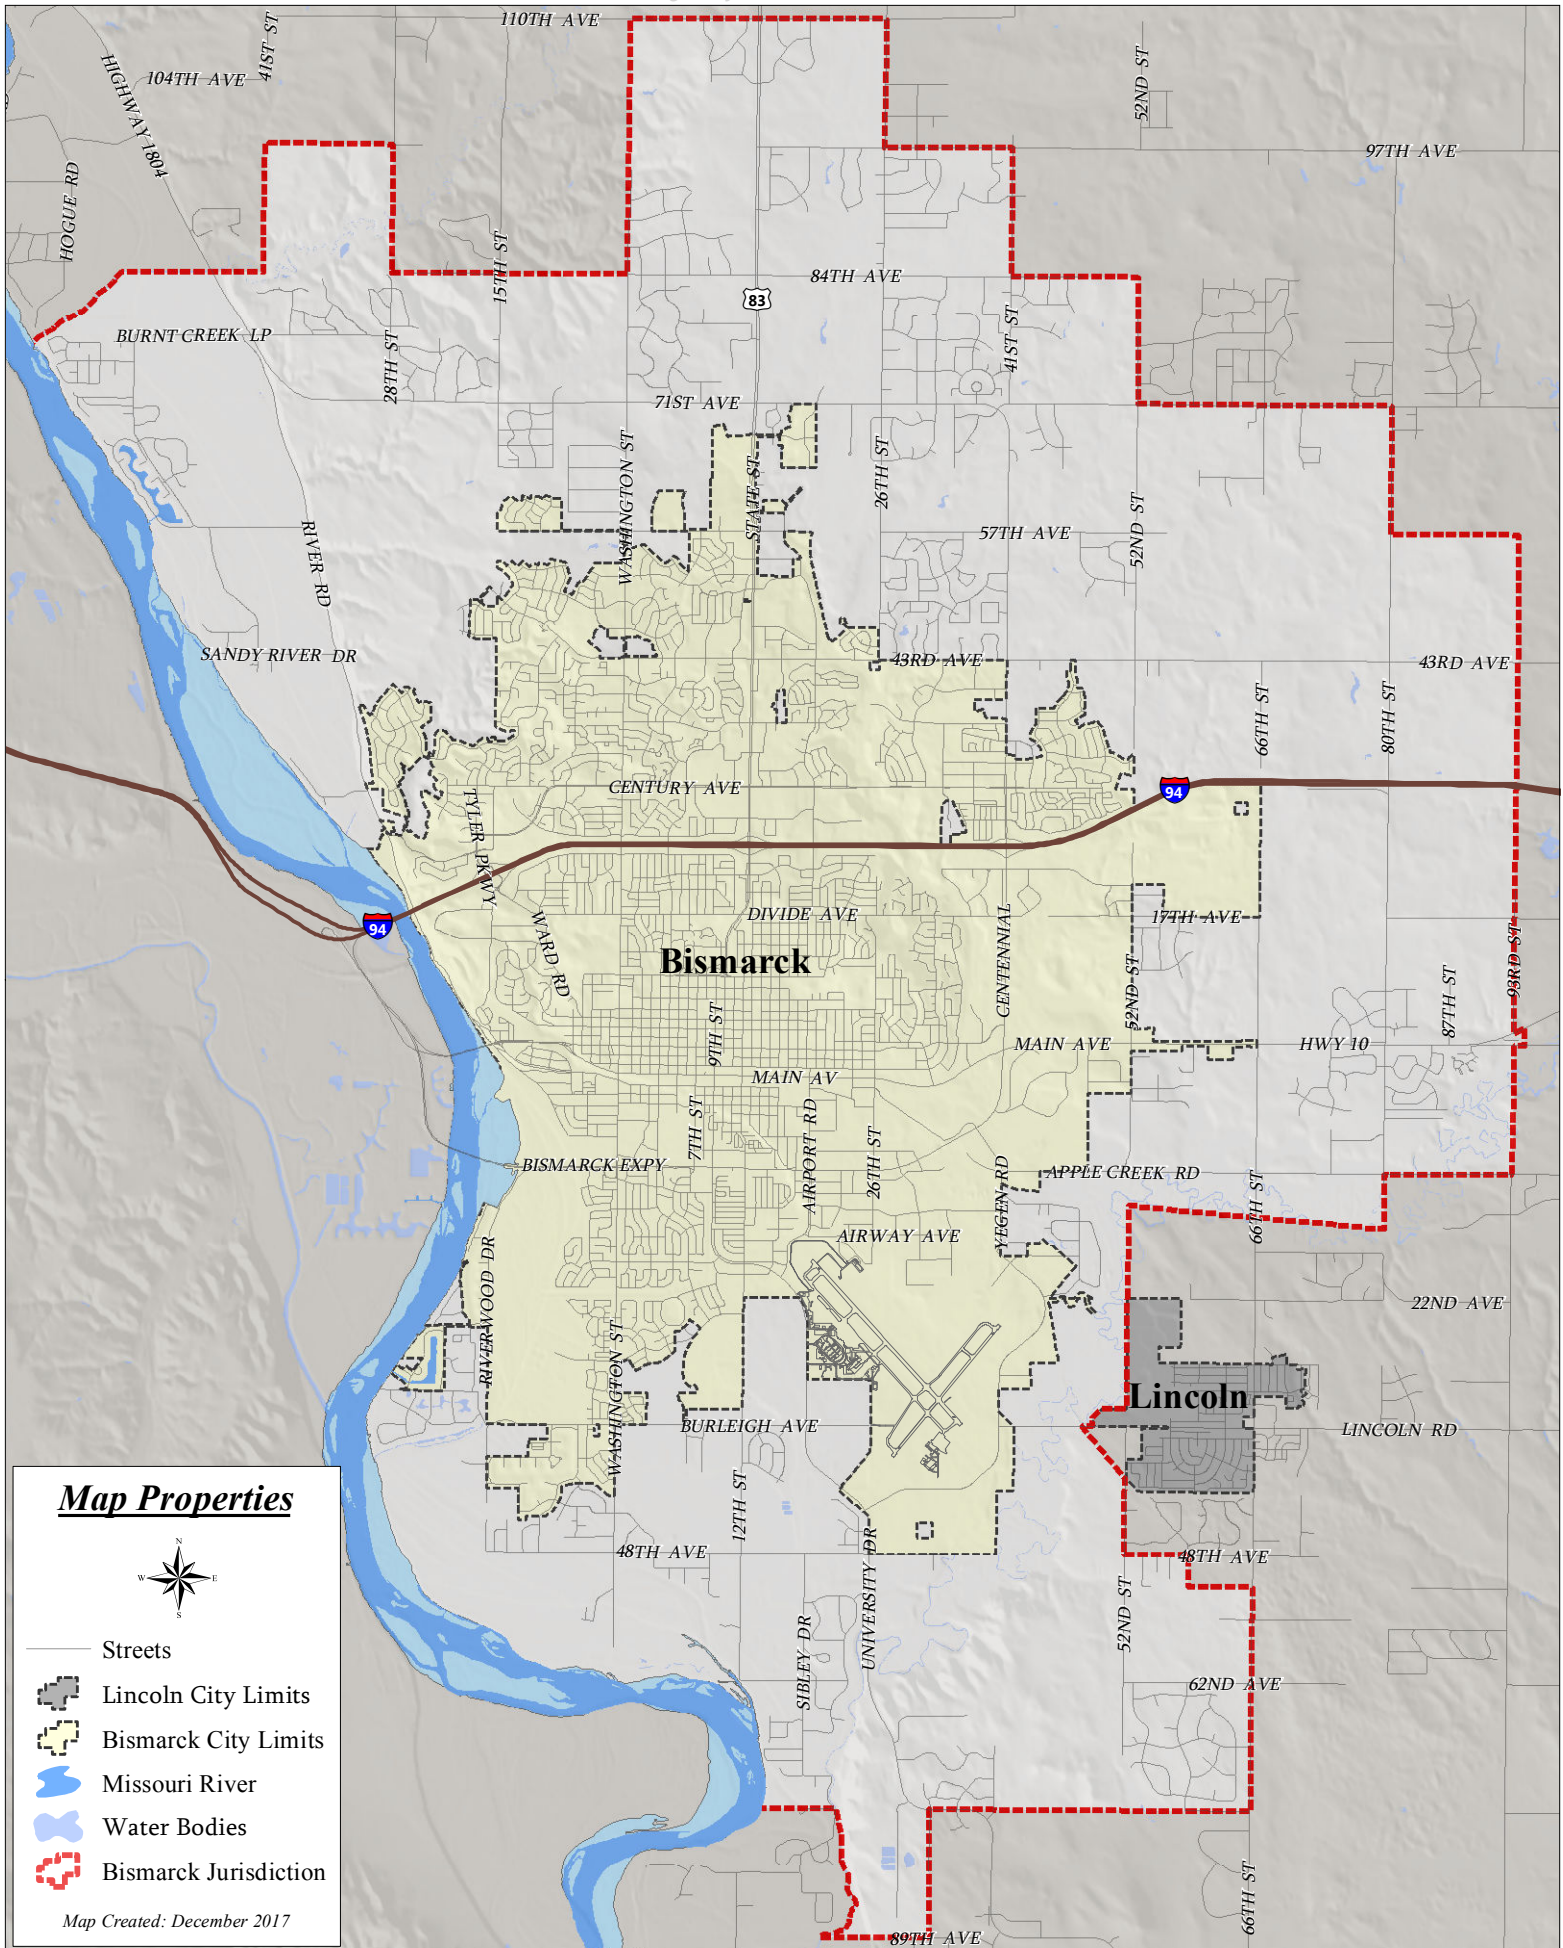 110TH AVE
41ST ST
104TH AVE
HIGHWAY 1804
52ND ST
97TH AVE
HOGUE RD
15TH ST
84TH AVE
83
BURNT CREEK LP
28TH ST
41ST ST
71ST AVE
WASHINGTON ST
STATE ST
26TH ST
57TH AVE
52ND ST
RIVER RD
SANDY RIVER DR
43RD AVE
43RD AVE
66TH ST
80TH ST
CENTURY AVE
94
TYLER PKWY
94
WARD RD
DIVIDE AVE
CENTENNIAL
17TH AVE
93RD ST
Bismarck
52ND ST
87TH ST
9TH ST
MAIN AVE
HWY 10
MAIN AV
7TH ST
AIRPORT RD
26TH ST
BISMARCK EXPY
YEGEN RD
APPLE CREEK RD
66TH ST
AIRWAY AVE
RIVERWOOD DR
22ND AVE
WASHINGTON ST
Lincoln
BURLEIGH AVE
LINCOLN RD
12TH ST
48TH AVE
UNIVERSITY DR
48TH AVE
52ND ST
SIBLEY DR
62ND AVE
66TH ST
89TH AVE
Map Properties
N
W
E
S
Streets
Lincoln City Limits
Bismarck City Limits
Missouri River
Water Bodies
Bismarck Jurisdiction
Map Created: December 2017